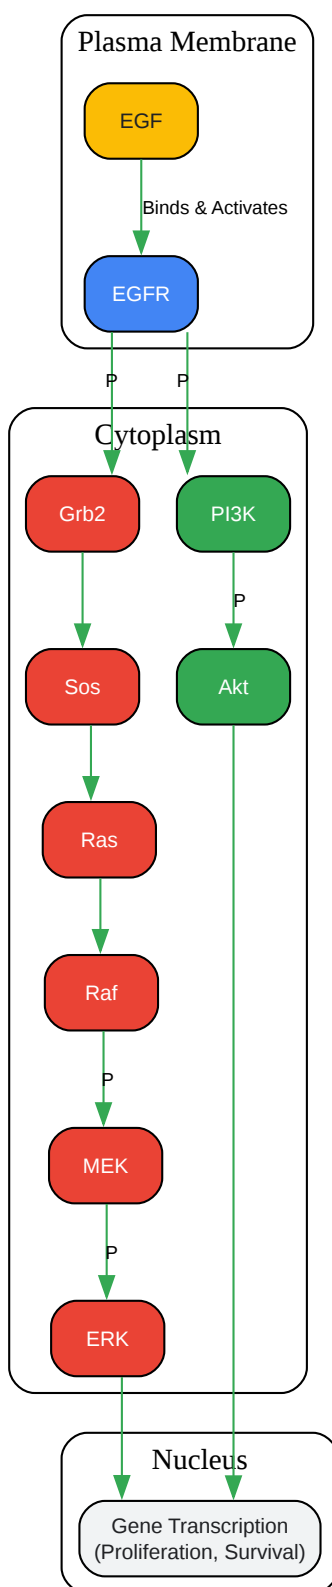 Plasma Membrane
EGF
Binds & Activates
EGFR
P
P
Cytoplasm
Grb2
PI3K
P
Sos
Akt
Ras
Raf
P
MEK
P
ERK
Nucleus
Gene Transcription
(Proliferation, Survival)